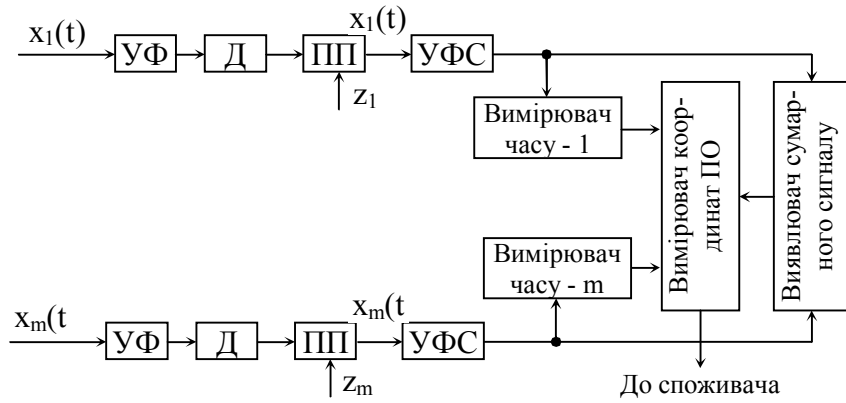 x₁(t)
УФ
Д
ПП
x₁(t)
УФС
z₁
Вимірювач
часу - 1
Вимірювач коор-
динат ПО
Виявлювач сумар-
ного сигналу
Вимірювач
часу - m
xₘ(t
УФ
Д
ПП
xₘ(t
УФС
zₘ
До споживача